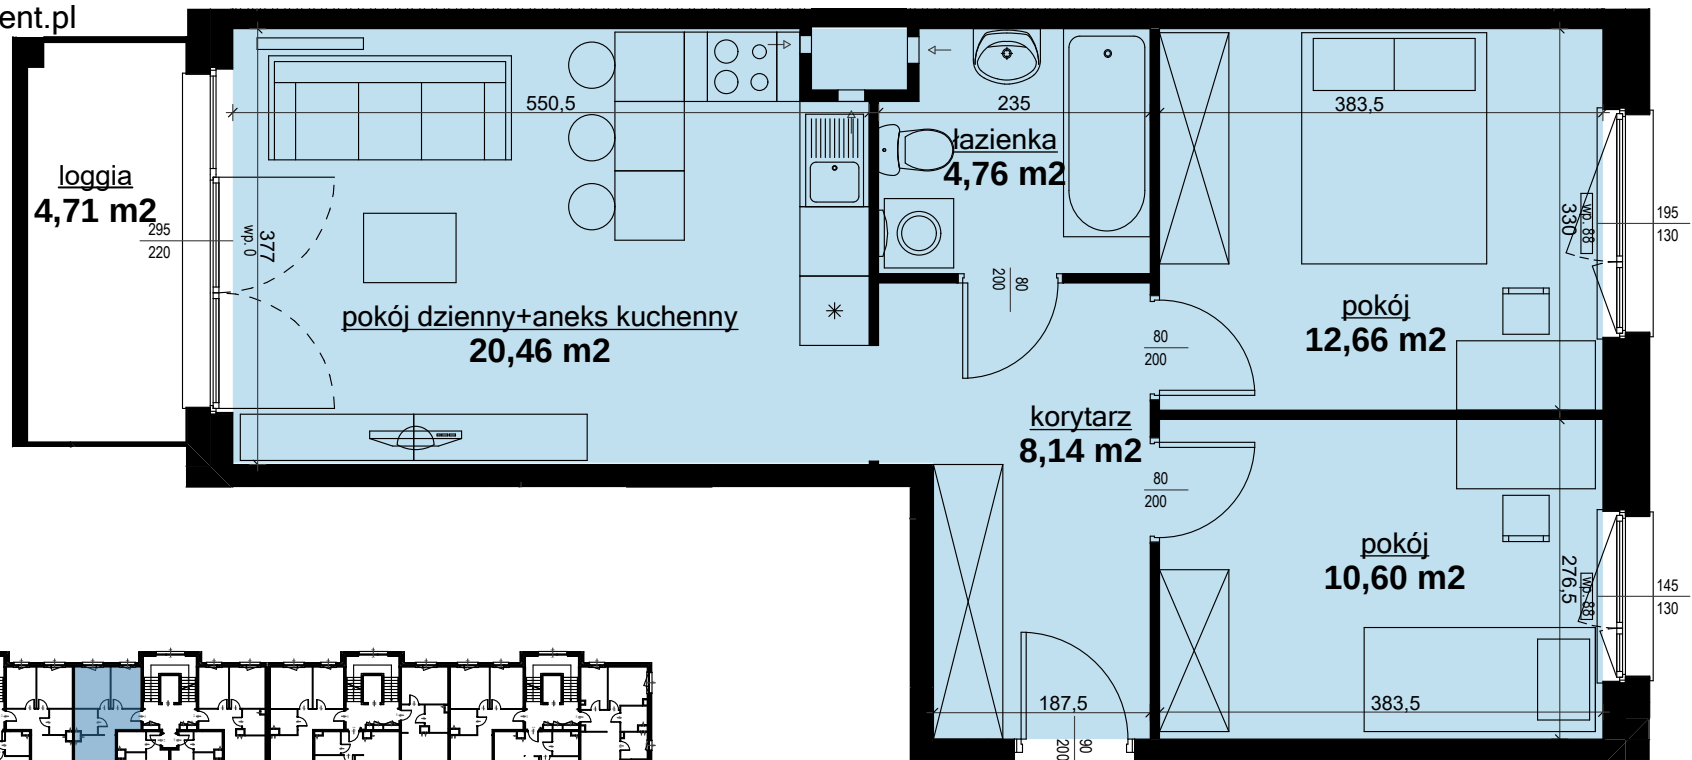 ent.pl
loggia
4,71 m2
295
220
wp. 0
377
550,5
pokój dzienny+aneks kuchenny
20,46 m2
235
łazienka
4,76 m2
80
200
383,5
330
wp. 88
195
130
pokój
12,66 m2
80
200
korytarz
8,14 m2
80
200
pokój
10,60 m2
276,5
wp. 88
145
130
187,5
383,5
90
200